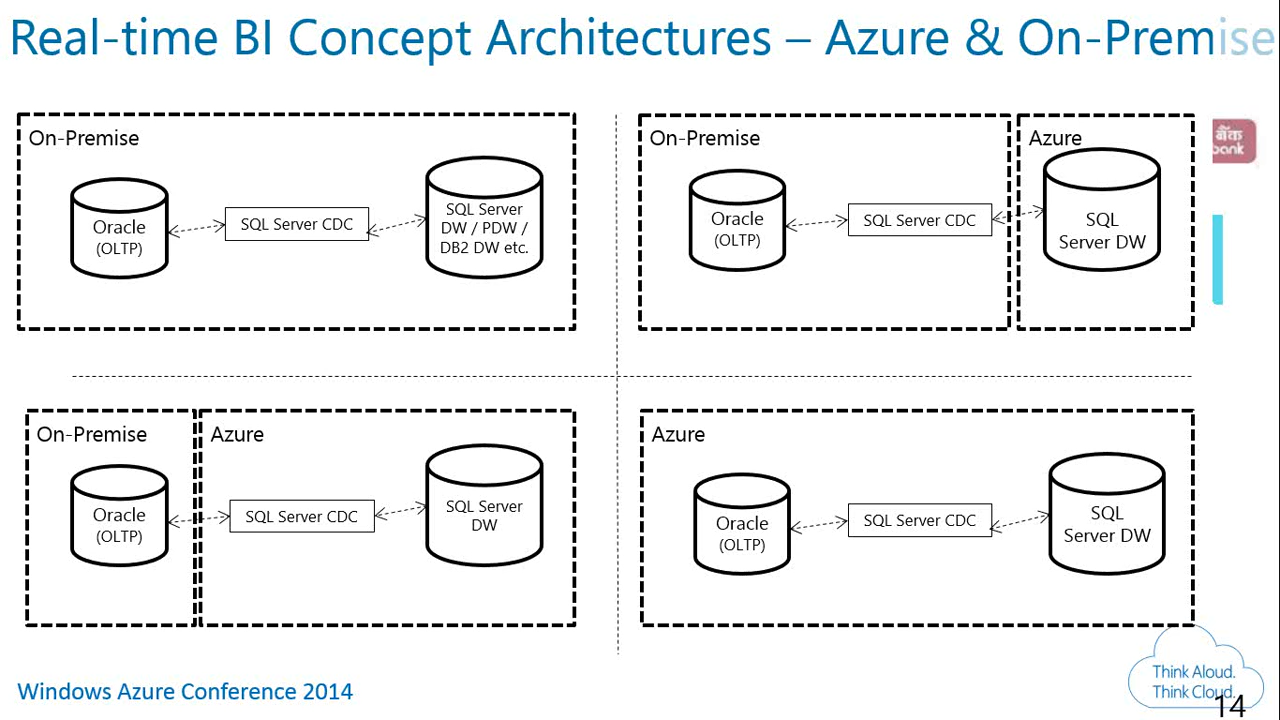 Real-time BI Concept Architectures – Azure & On-Premise
On-Premise
Oracle
(OLTP)
SQL Server CDC
SQL Server
DW / PDW /
DB2 DW etc.
On-Premise
Azure
Oracle
(OLTP)
SQL Server CDC
SQL
Server DW
बैंक
bank
On-Premise
Azure
Oracle
(OLTP)
SQL Server CDC
SQL Server
DW
Azure
Oracle
(OLTP)
SQL Server CDC
SQL
Server DW
Windows Azure Conference 2014
Think Aloud.
Think Cloud.
14